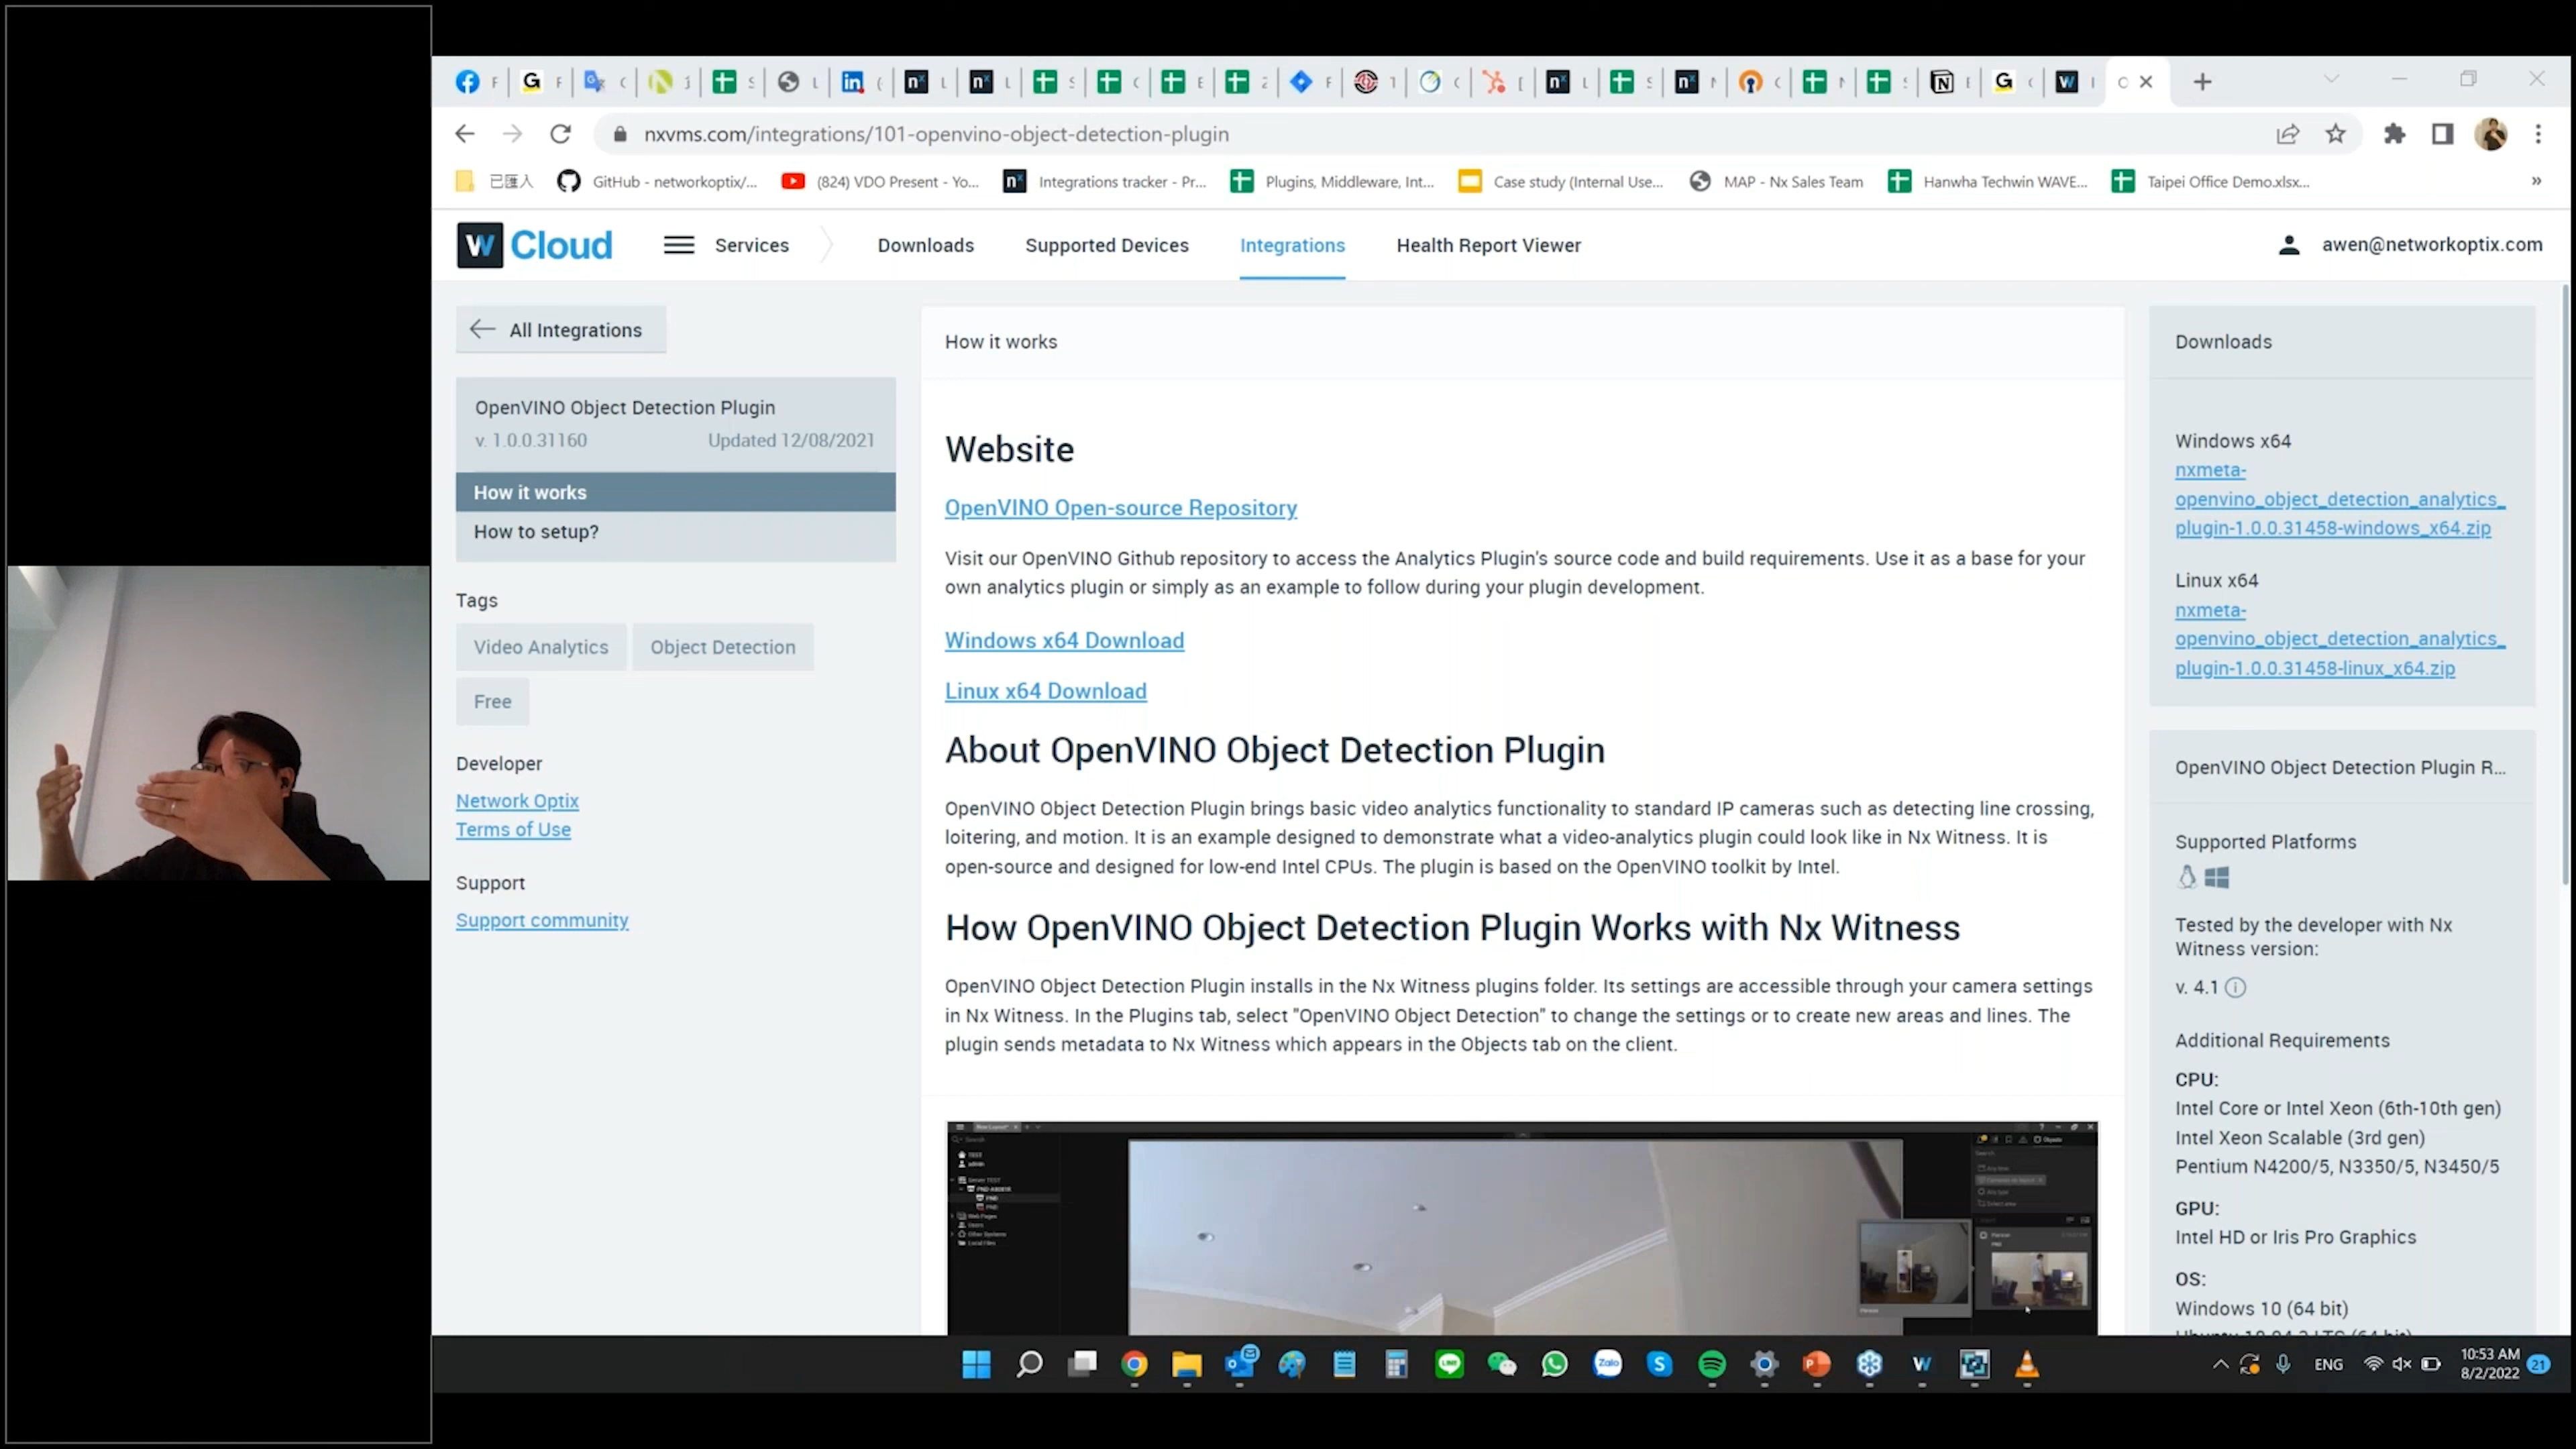 nxvms.com/integrations/101-openvino-object-detection-plugin
已匯入
GitHub - networkoptix/...
(824) VDO Present - Yo...
Integrations tracker - Pr...
Plugins, Middleware, Int...
Case study (Internal Use...
MAP - Nx Sales Team
Hanwha Techwin WAVE...
Taipei Office Demo.xlsx...
»
W Cloud
Services
Downloads
Supported Devices
Integrations
Health Report Viewer
awen@networkoptix.com
All Integrations
OpenVINO Object Detection Plugin
v. 1.0.0.31160
Updated 12/08/2021
How it works
How to setup?
Tags
Video Analytics
Object Detection
Free
Developer
Network Optix
Terms of Use
Support
Support community
How it works
Website
OpenVINO Open-source Repository
Visit our OpenVINO Github repository to access the Analytics Plugin's source code and build requirements. Use it as a base for your
own analytics plugin or simply as an example to follow during your plugin development.
Windows x64 Download
Linux x64 Download
About OpenVINO Object Detection Plugin
OpenVINO Object Detection Plugin brings basic video analytics functionality to standard IP cameras such as detecting line crossing,
loitering, and motion. It is an example designed to demonstrate what a video-analytics plugin could look like in Nx Witness. It is
open-source and designed for low-end Intel CPUs. The plugin is based on the OpenVINO toolkit by Intel.
How OpenVINO Object Detection Plugin Works with Nx Witness
OpenVINO Object Detection Plugin installs in the Nx Witness plugins folder. Its settings are accessible through your camera settings
in Nx Witness. In the Plugins tab, select "OpenVINO Object Detection" to change the settings or to create new areas and lines. The
plugin sends metadata to Nx Witness which appears in the Objects tab on the client.
Downloads
Windows x64
nxmeta-
openvino_object_detection_analytics_
plugin-1.0.0.31458-windows_x64.zip
Linux x64
nxmeta-
openvino_object_detection_analytics_
plugin-1.0.0.31458-linux_x64.zip
OpenVINO Object Detection Plugin R...
Supported Platforms
Tested by the developer with Nx
Witness version:
v. 4.1
Additional Requirements
CPU:
Intel Core or Intel Xeon (6th-10th gen)
Intel Xeon Scalable (3rd gen)
Pentium N4200/5, N3350/5, N3450/5
GPU:
Intel HD or Iris Pro Graphics
OS:
Windows 10 (64 bit)
ENG
10:53 AM
8/2/2022
21